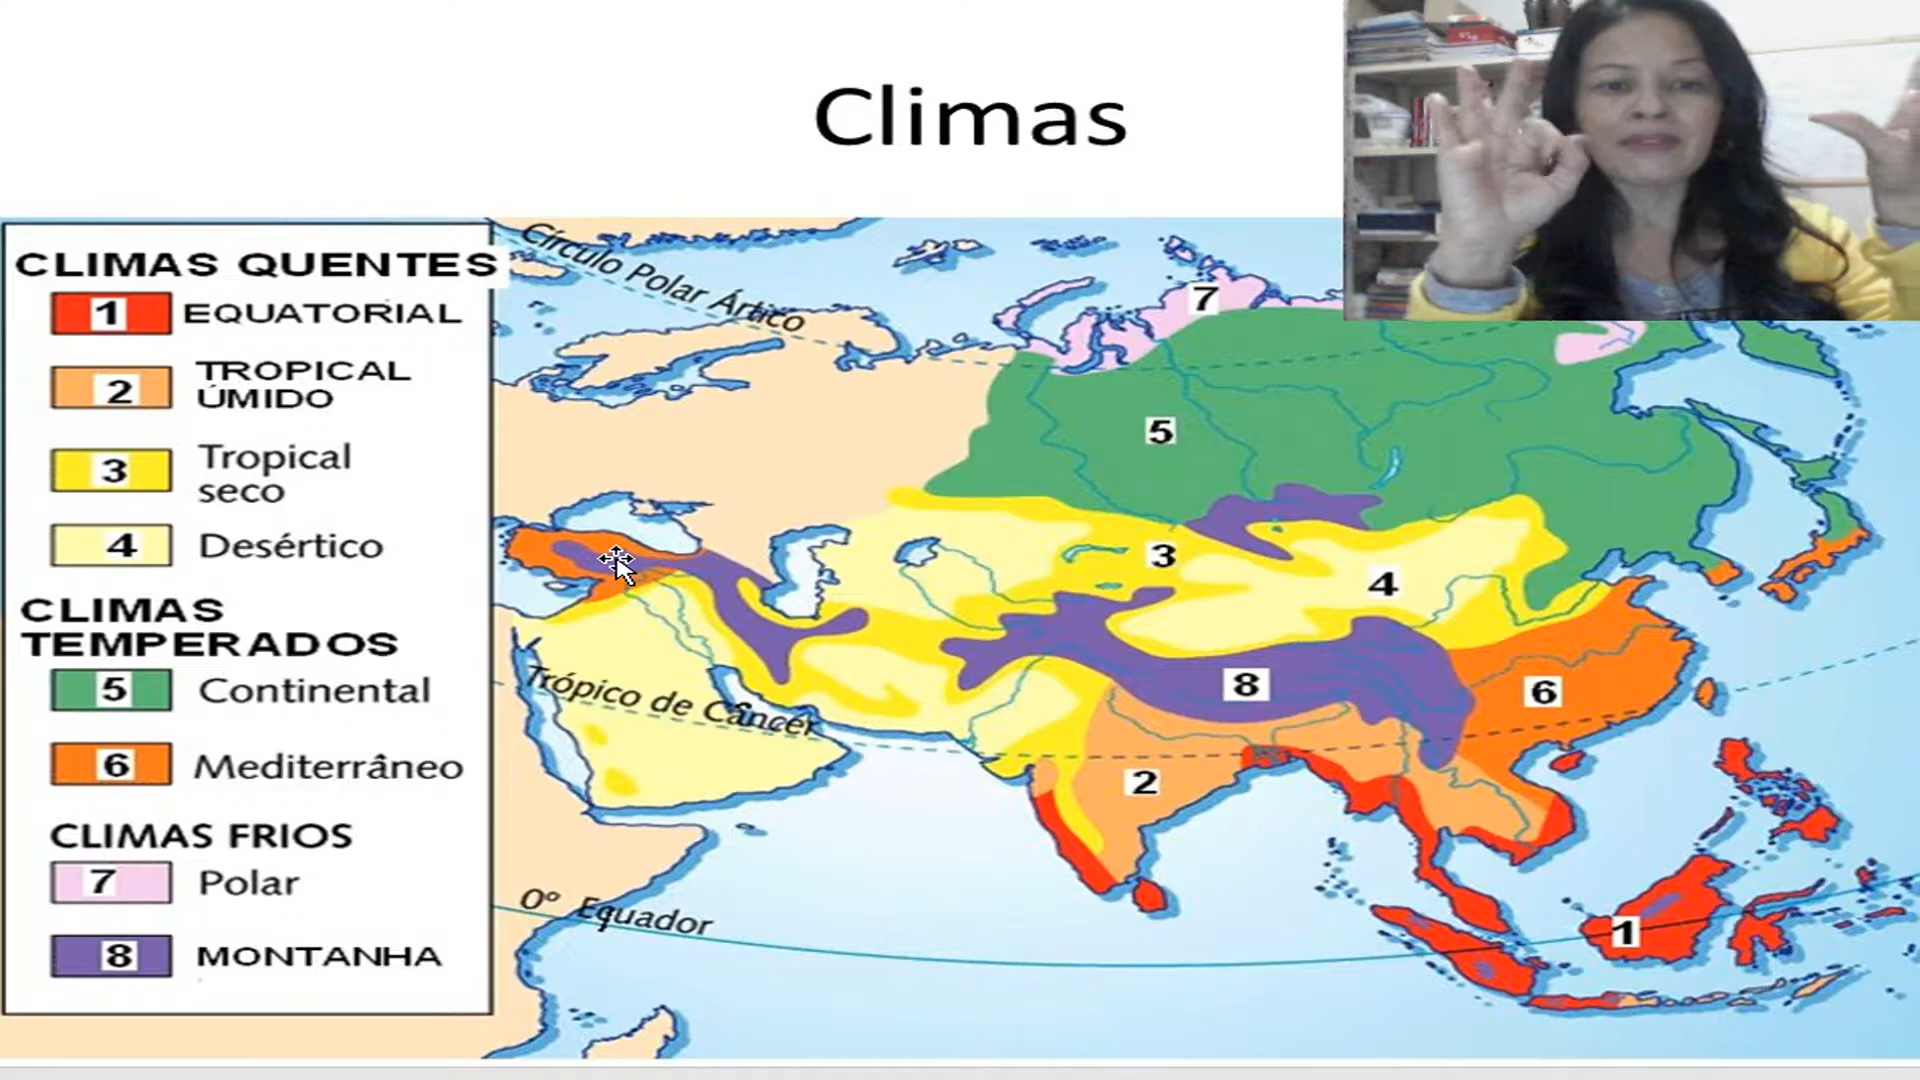 Climas
CLIMAS QUENTES
1 EQUATORIAL
2 TROPICAL
ÚMIDO
3 Tropical
seco
4 Desértico
CLIMAS
TEMPERADOS
5 Continental
6 Mediterrâneo
CLIMAS FRIOS
7 Polar
8 MONTANHA
Círculo Polar Ártico
7
5
3
4
Trópico de Câncer
8
6
2
0° Equador
1